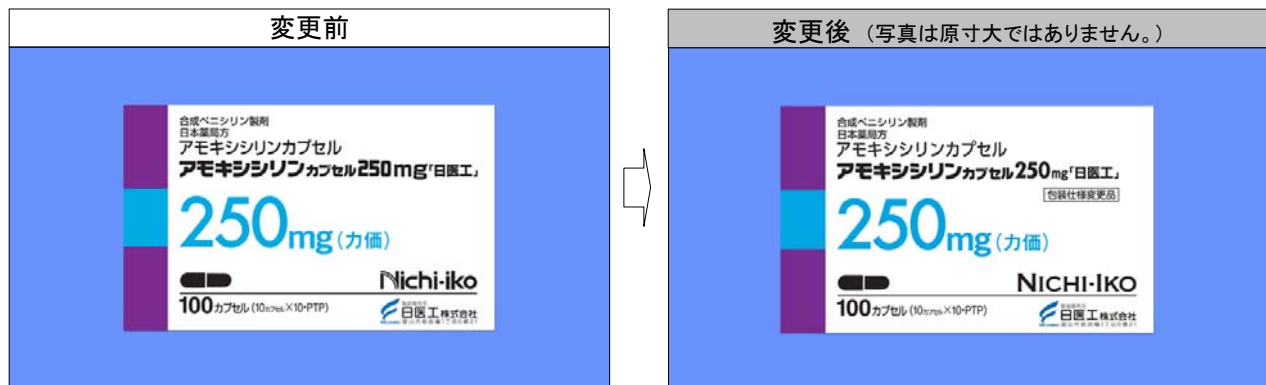 変更前
合成ペニシリン製剤
日本薬局方
アモキシシリンカプセル
アモキシシリンカプセル250mg「日医工」
250mg(力価)
Nichi-iko
100カプセル(10カプセル×10・PTP)
日医工株式会社
変更後 (写真は原寸大ではありません。)
合成ペニシリン製剤
日本薬局方
アモキシシリンカプセル
アモキシシリンカプセル250mg「日医工」
包装仕様変更品
250mg(力価)
NICHI-IKO
100カプセル(10カプセル×10・PTP)
日医工株式会社